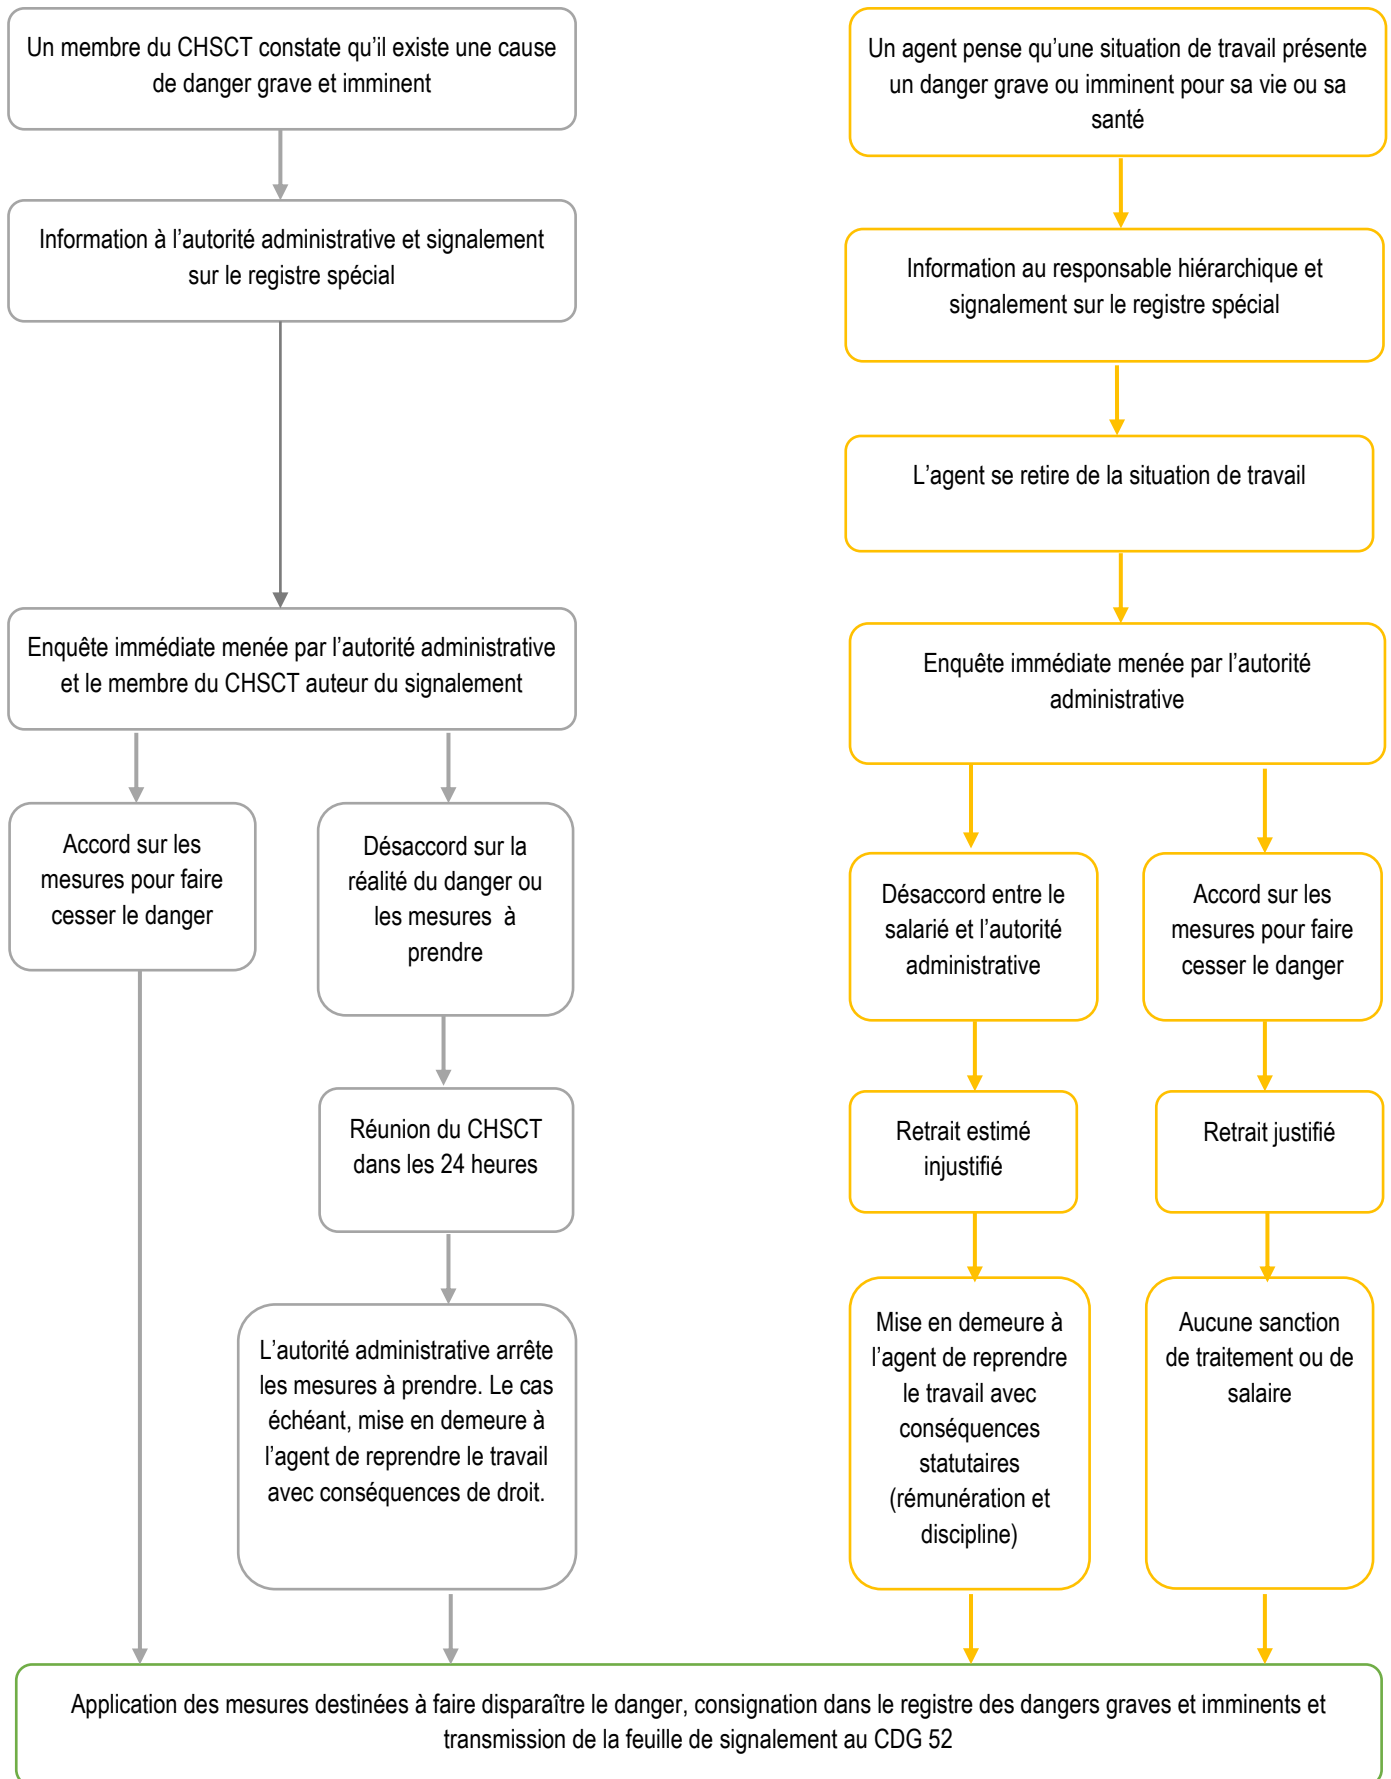 Un membre du CHSCT constate qu’il existe une cause
de danger grave et imminent
Information à l’autorité administrative et signalement
sur le registre spécial
Enquête immédiate menée par l’autorité administrative
et le membre du CHSCT auteur du signalement
Accord sur les
mesures pour faire
cesser le danger
Désaccord sur la
réalité du danger ou
les mesures à
prendre
Réunion du CHSCT
dans les 24 heures
L’autorité administrative arrête
les mesures à prendre. Le cas
échéant, mise en demeure à
l’agent de reprendre le travail
avec conséquences de droit.
Un agent pense qu’une situation de travail présente
un danger grave ou imminent pour sa vie ou sa
santé
Information au responsable hiérarchique et
signalement sur le registre spécial
L’agent se retire de la situation de travail
Enquête immédiate menée par l’autorité
administrative
Désaccord entre le
salarié et l’autorité
administrative
Retrait estimé
injustifié
Mise en demeure à
l’agent de reprendre
le travail avec
conséquences
statutaires
(rémunération et
discipline)
Accord sur les
mesures pour faire
cesser le danger
Retrait justifié
Aucune sanction
de traitement ou de
salaire
Application des mesures destinées à faire disparaître le danger, consignation dans le registre des dangers graves et imminents et
transmission de la feuille de signalement au CDG 52